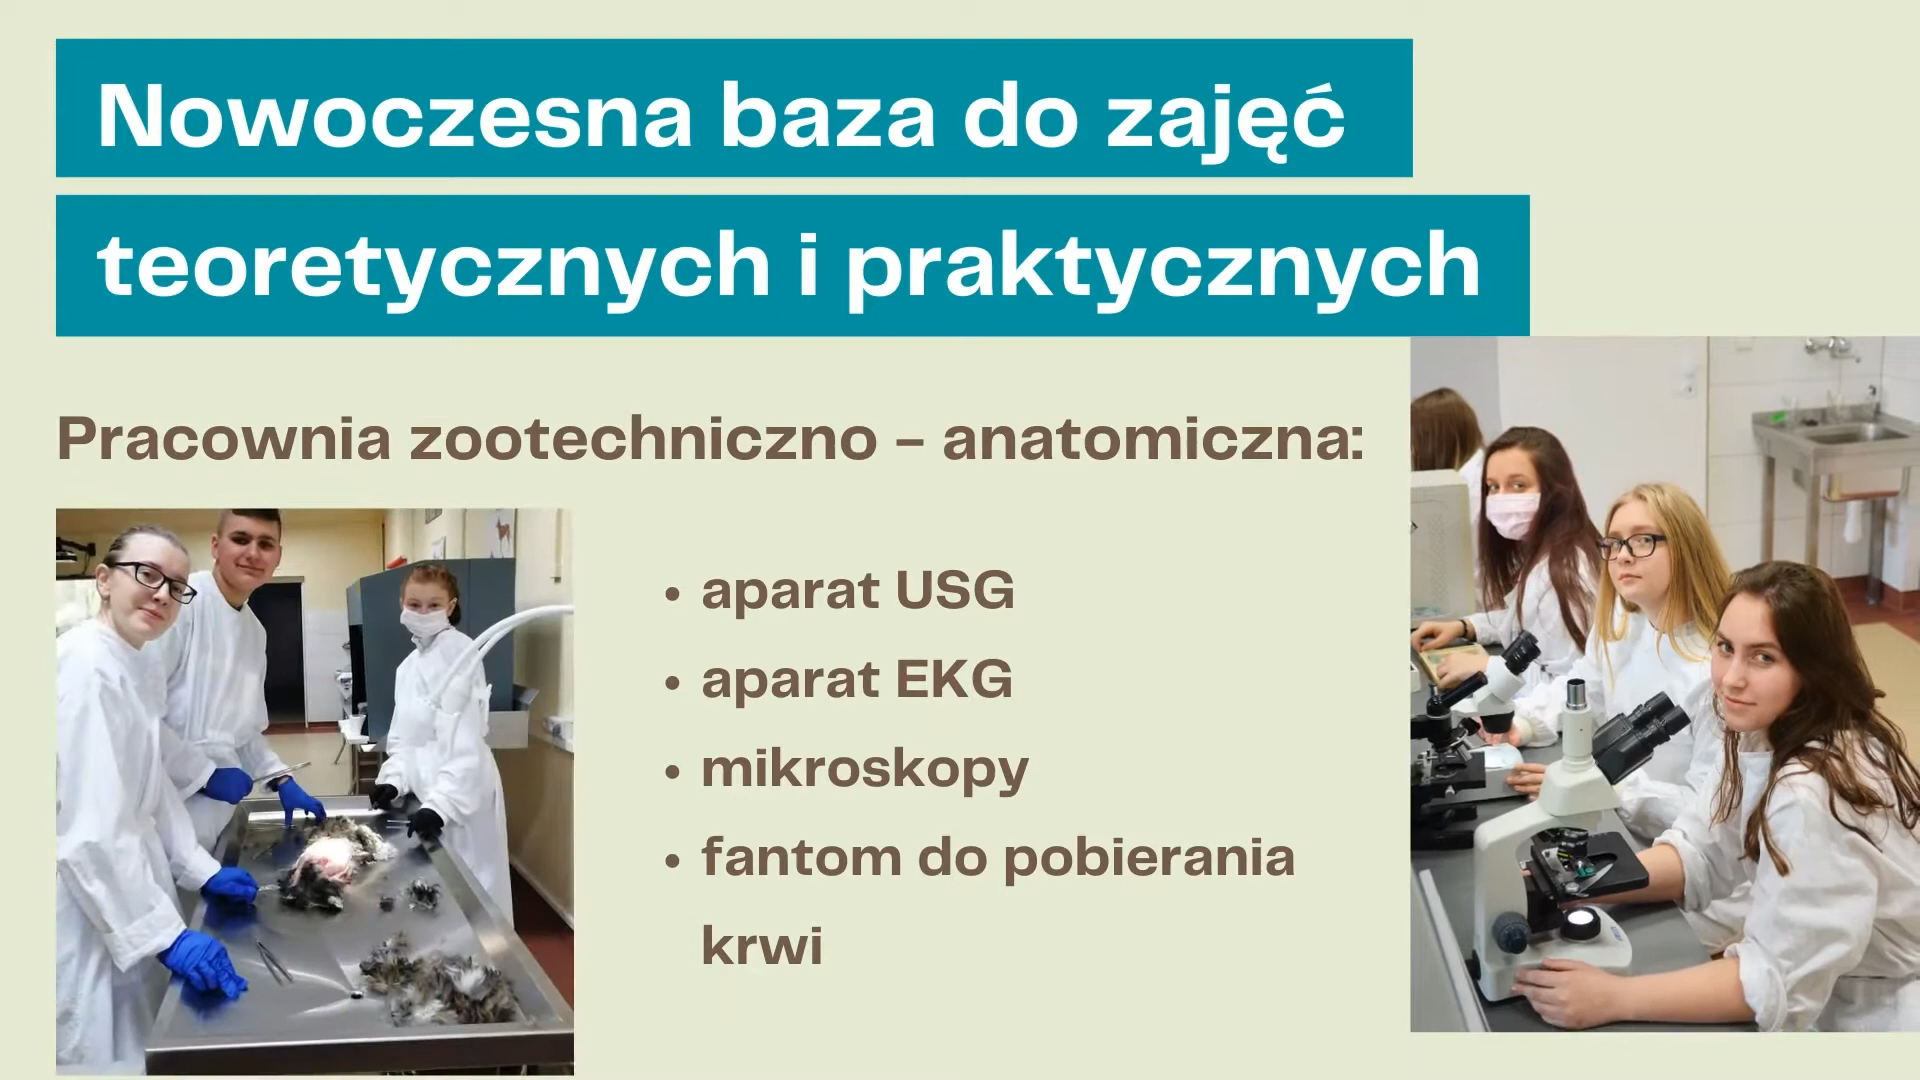 Nowoczesna baza do zajęć
teoretycznych i praktycznych
Pracownia zootechniczno – anatomiczna:
• aparat USG
• aparat EKG
• mikroskopy
• fantom do pobierania
krwi